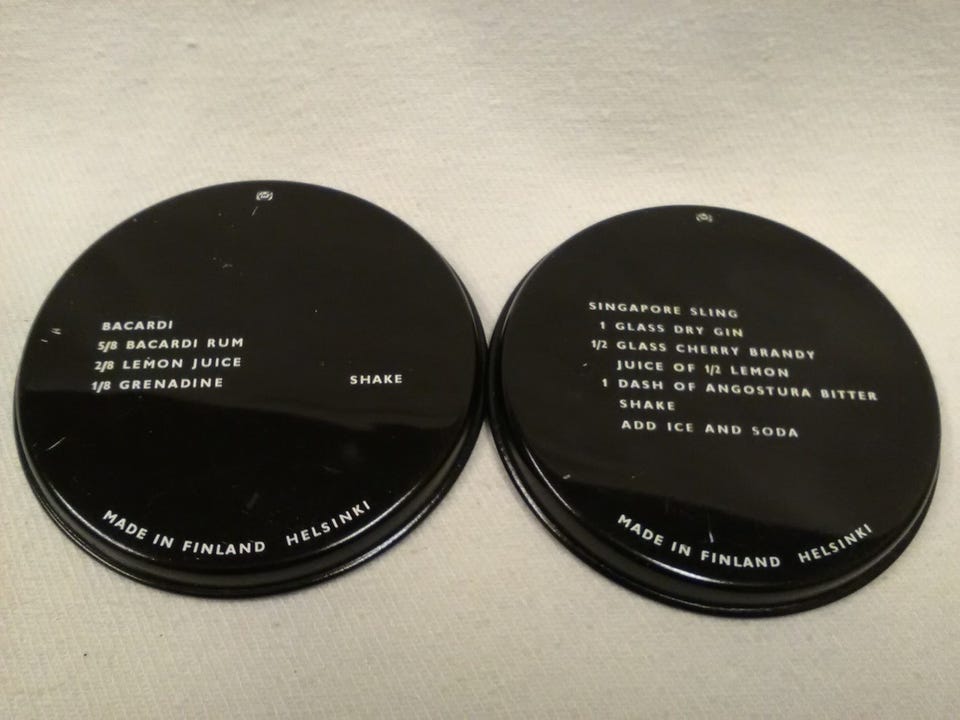 BACARDI
5/8 BACARDI RUM
2/8 LEMON JUICE
1/8 GRENADINE SHAKE
MADE IN FINLAND HELSINKI
SINGAPORE SLING
1 GLASS DRY GIN
1/2 GLASS CHERRY BRANDY
JUICE OF 1/2 LEMON
1 DASH OF ANGOSTURA BITTER
SHAKE
ADD ICE AND SODA
MADE IN FINLAND HELSINKI